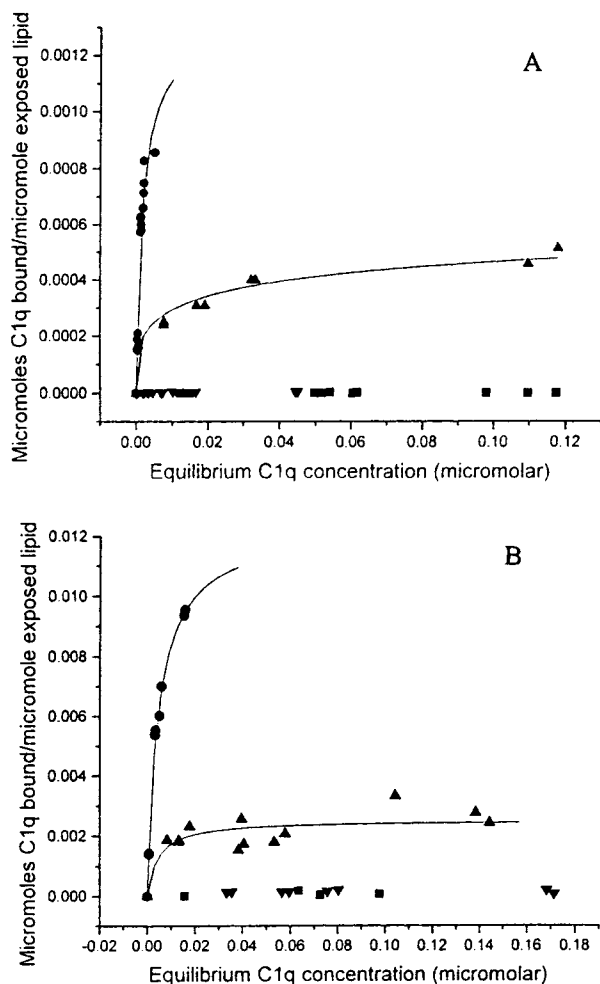 A
Micromoles C1q bound/micromole exposed lipid
0.0012
0.0010
0.0008
0.0006
0.0004
0.0002
0.0000
0.00 0.02 0.04 0.06 0.08 0.10 0.12
Equilibrium C1q concentration (micromolar)
B
Micromoles C1q bound/micromole exposed lipid
0.012
0.010
0.008
0.006
0.004
0.002
0.000
-0.02 0.00 0.02 0.04 0.06 0.08 0.10 0.12 0.14 0.16 0.18
Equilibrium C1q concentration (micromolar)